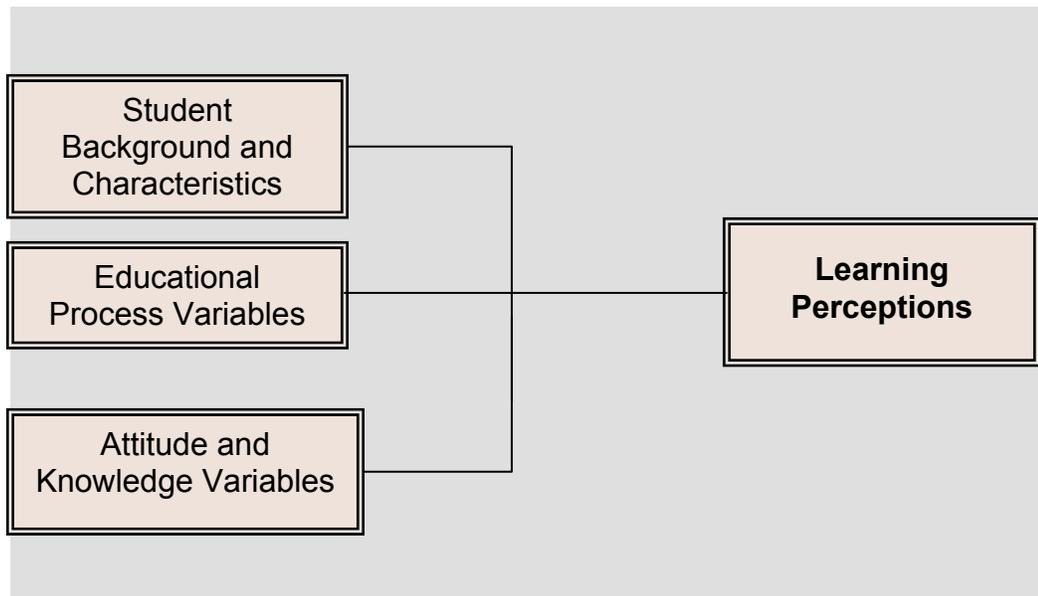 Student
Background and
Characteristics
Educational
Process Variables
Attitude and
Knowledge Variables
Learning
Perceptions